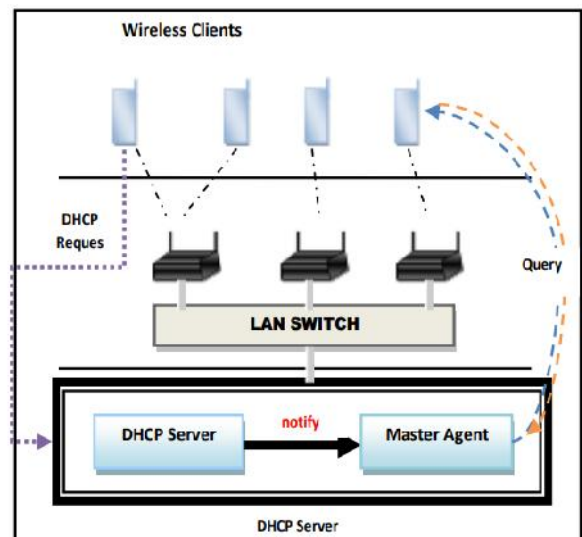 Wireless Clients
DHCP
Reques
Query
LAN SWITCH
DHCP Server
notify
Master Agent
DHCP Server